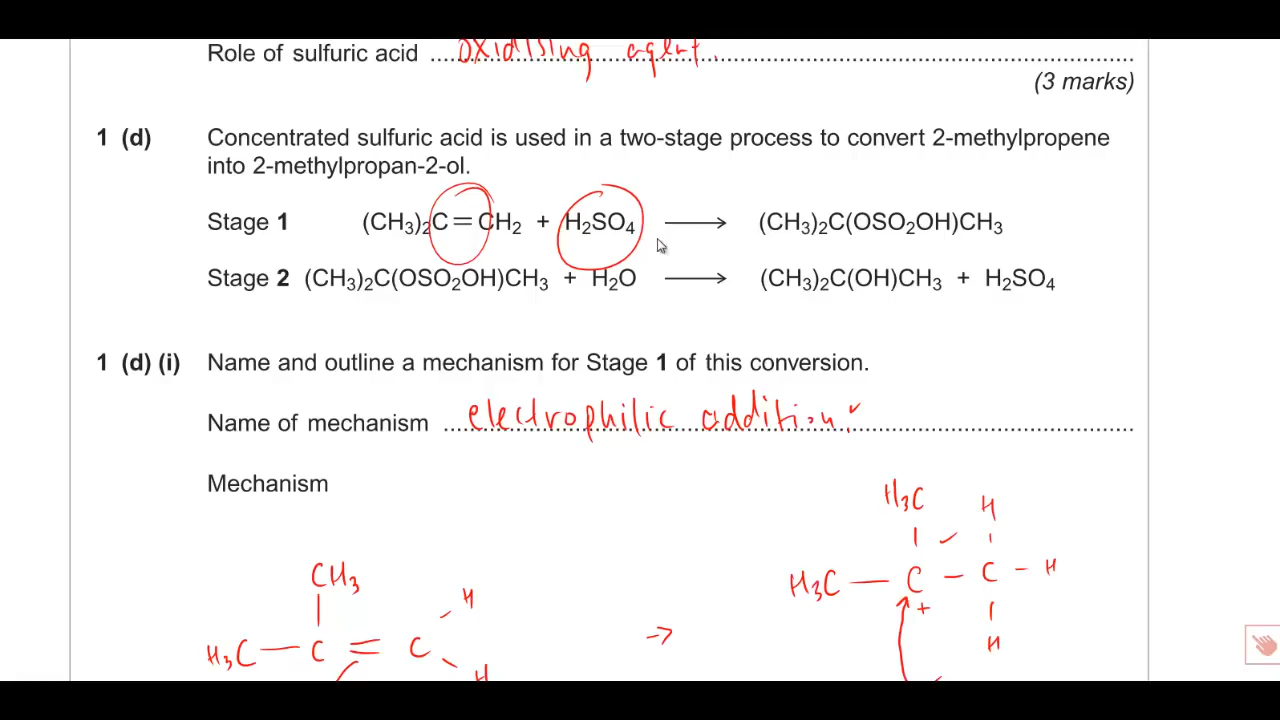 Role of sulfuric acid oxidising agent.
(3 marks)
1 (d) Concentrated sulfuric acid is used in a two-stage process to convert 2-methylpropene
into 2-methylpropan-2-ol.
Stage 1 (CH₃)₂C=CH₂ + H₂SO₄ ⟶ (CH₃)₂C(OSO₂OH)CH₃
Stage 2 (CH₃)₂C(OSO₂OH)CH₃ + H₂O ⟶ (CH₃)₂C(OH)CH₃ + H₂SO₄
1 (d) (i) Name and outline a mechanism for Stage 1 of this conversion.
Name of mechanism electrophilic addition ✓
Mechanism
H₃C H
CH₃ H H₃C — C — C – H
+
H₃C — C = C → H
H